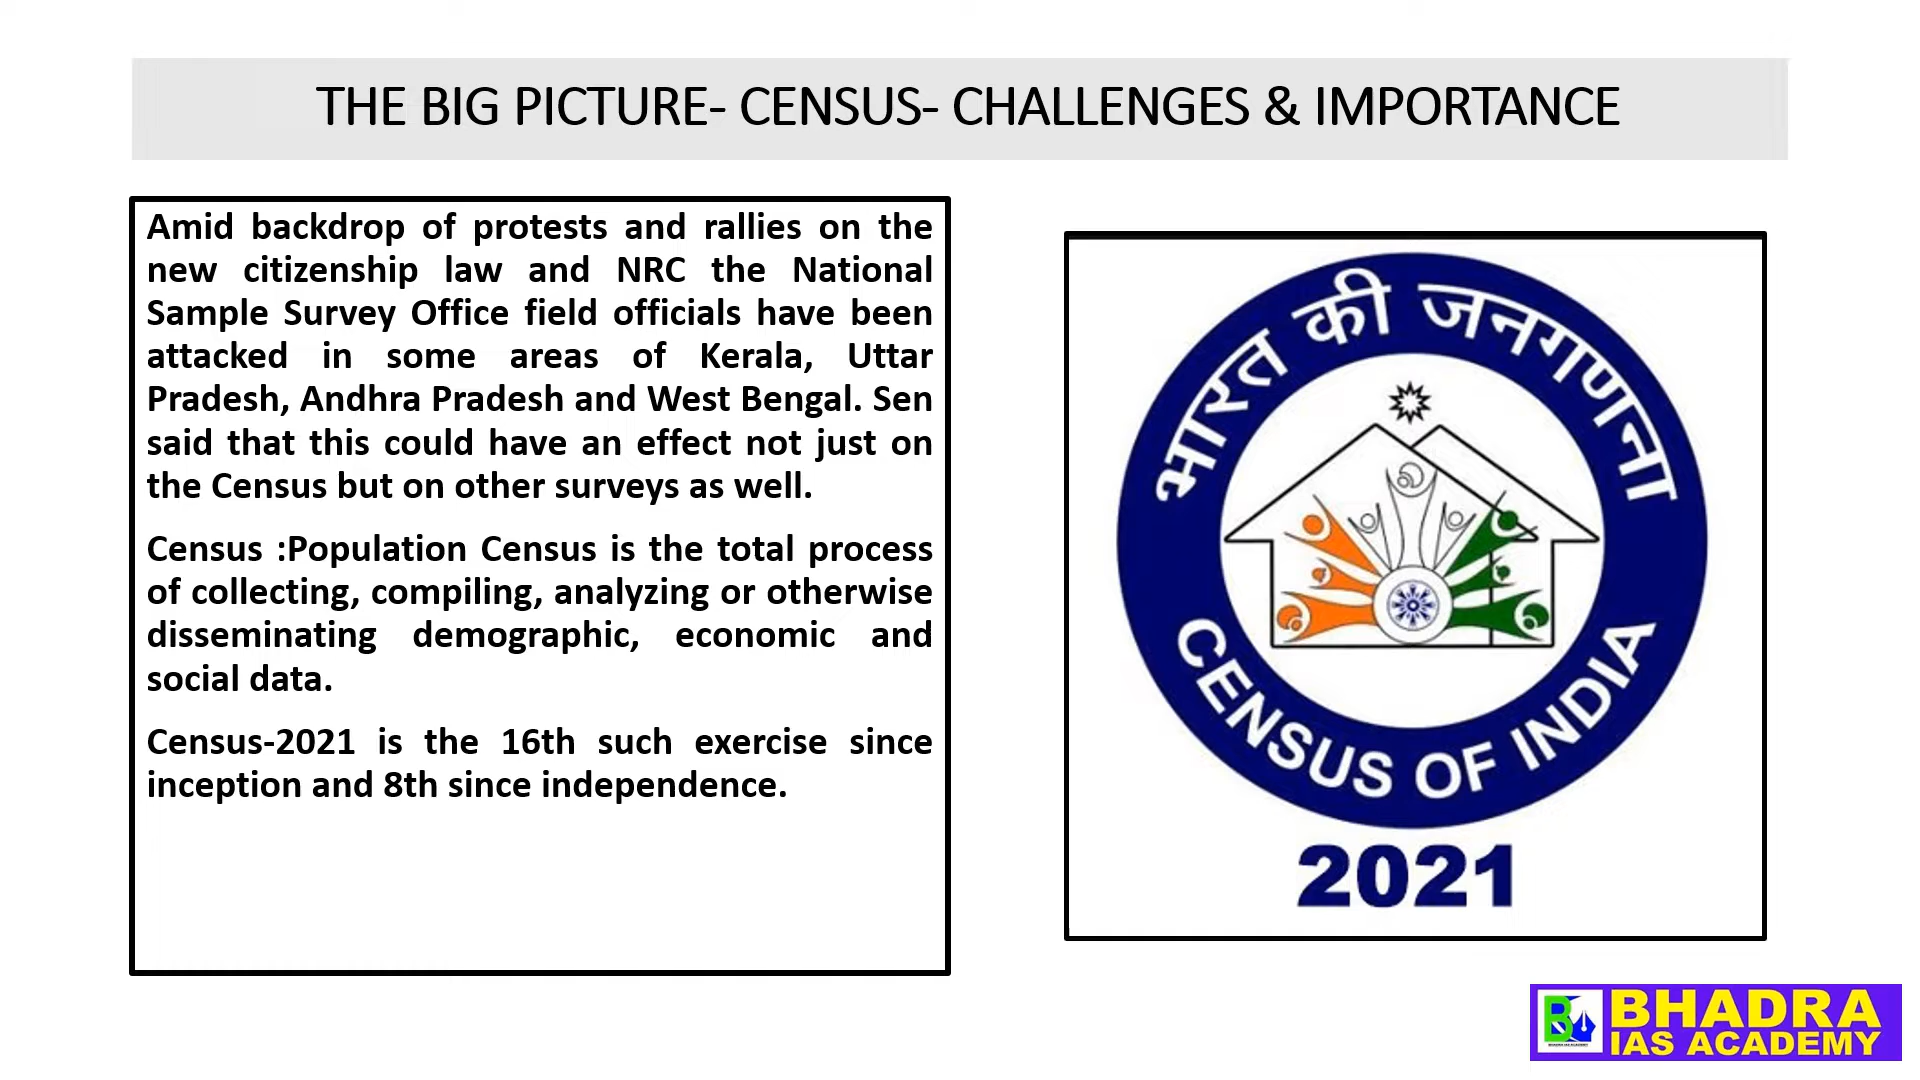 THE BIG PICTURE- CENSUS- CHALLENGES & IMPORTANCE
Amid backdrop of protests and rallies on the
new citizenship law and NRC the National
Sample Survey Office field officials have been
attacked in some areas of Kerala, Uttar
Pradesh, Andhra Pradesh and West Bengal. Sen
said that this could have an effect not just on
the Census but on other surveys as well.
Census :Population Census is the total process
of collecting, compiling, analyzing or otherwise
disseminating demographic, economic and
social data.
Census-2021 is the 16th such exercise since
inception and 8th since independence.
भारत की जनगणना
CENSUS OF INDIA
2021
BHADRA
IAS ACADEMY